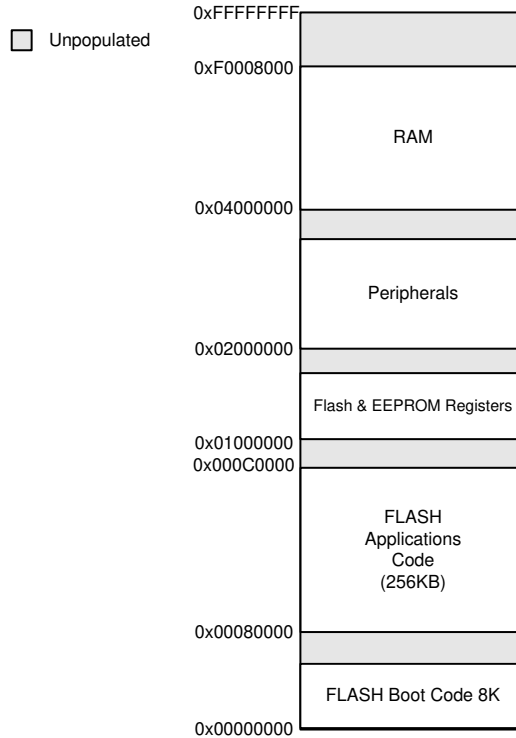 0xFFFFFFFF
Unpopulated
0xF0008000
RAM
0x04000000
Peripherals
0x02000000
Flash & EEPROM Registers
0x01000000
0x000C0000
FLASH
Applications
Code
(256KB)
0x00080000
FLASH Boot Code 8K
0x00000000